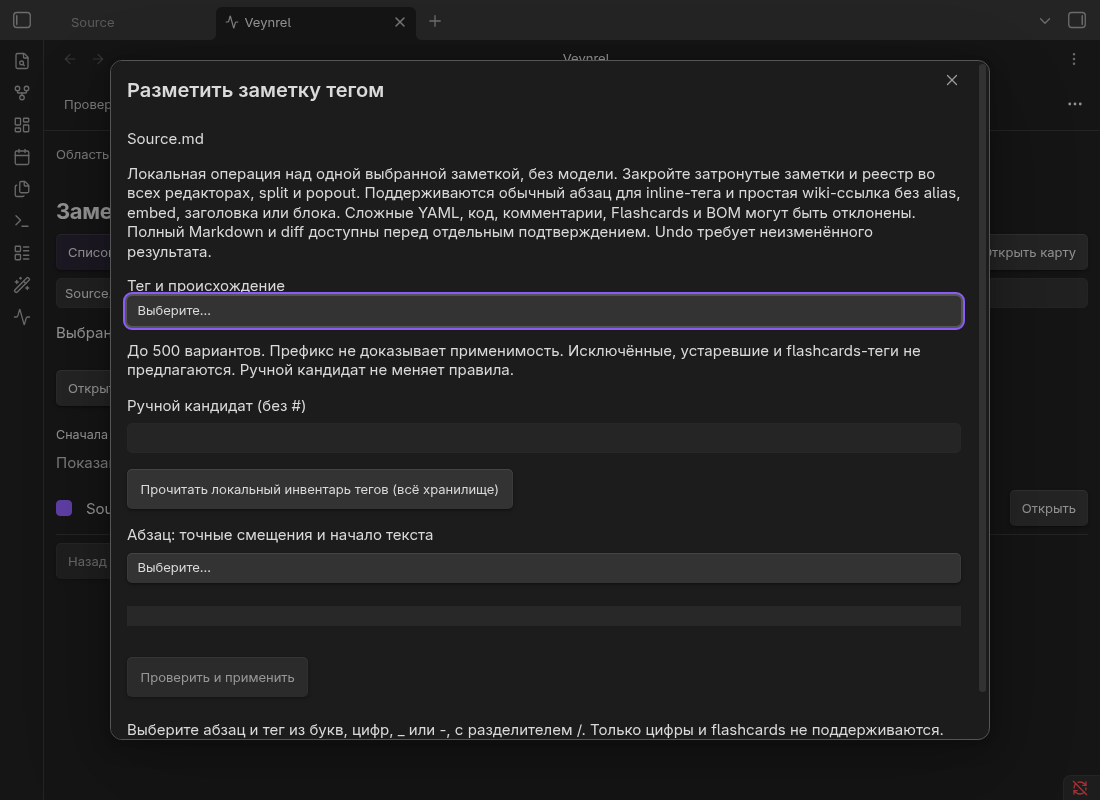 Source
Veynrel
Veynrel
Провер
Область
Разметить заметку тегом
Source.md
Локальная операция над одной выбранной заметкой, без модели. Закройте затронутые заметки и реестр во
всех редакторах, split и popout. Поддерживаются обычный абзац для inline-тега и простая wiki-ссылка без alias,
embed, заголовка или блока. Сложные YAML, код, комментарии, Flashcards и BOM могут быть отклонены.
Полный Markdown и diff доступны перед отдельным подтверждением. Undo требует неизменённого
результата.
Заме
Списо
ткрыть карту
Тег и происхождение
Source.
Выберите...
Выбран
До 500 вариантов. Префикс не доказывает применимость. Исключённые, устаревшие и flashcards-теги не
предлагаются. Ручной кандидат не меняет правила.
Откры
Ручной кандидат (без #)
Сначала
Показа
Прочитать локальный инвентарь тегов (всё хранилище)
Sou
Открыть
Абзац: точные смещения и начало текста
Назад
Выберите...
Проверить и применить
Выберите абзац и тег из букв, цифр, _ или -, с разделителем /. Только цифры и flashcards не поддерживаются.